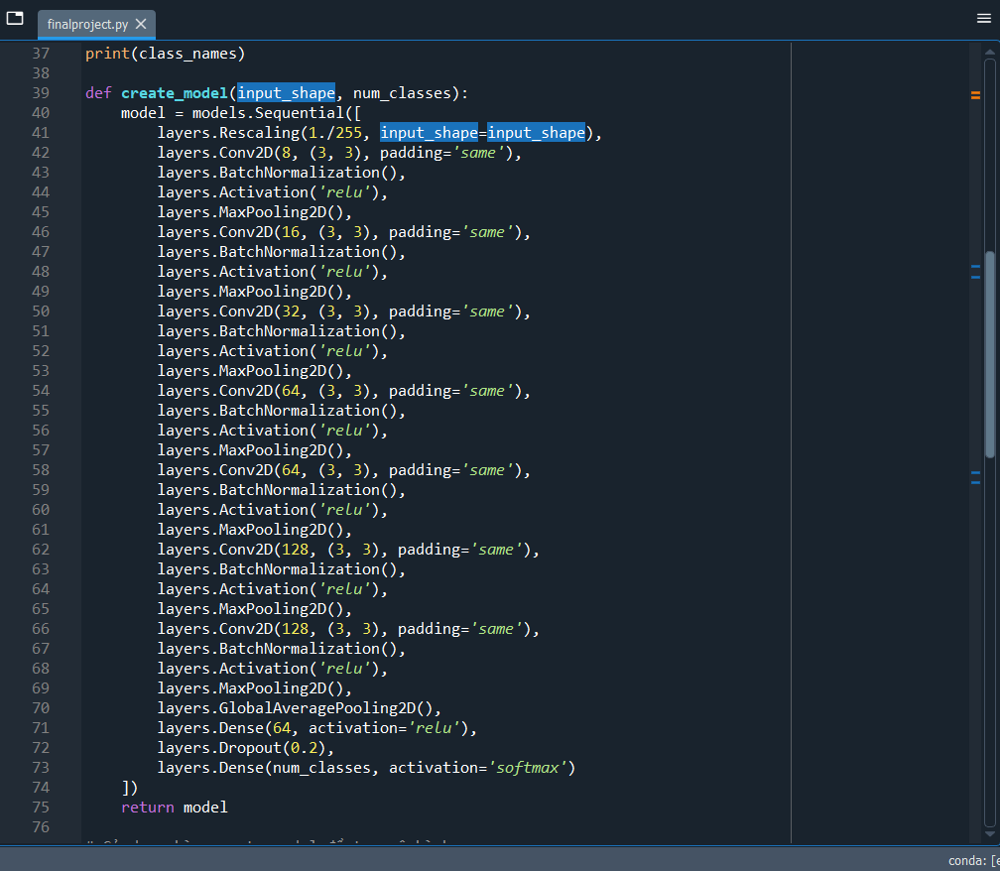 finalproject.py
37 print(class_names)
38
39 def create_model(input_shape, num_classes):
40     model = models.Sequential([
41         layers.Rescaling(1./255, input_shape=input_shape),
42         layers.Conv2D(8, (3, 3), padding='same'),
43         layers.BatchNormalization(),
44         layers.Activation('relu'),
45         layers.MaxPooling2D(),
46         layers.Conv2D(16, (3, 3), padding='same'),
47         layers.BatchNormalization(),
48         layers.Activation('relu'),
49         layers.MaxPooling2D(),
50         layers.Conv2D(32, (3, 3), padding='same'),
51         layers.BatchNormalization(),
52         layers.Activation('relu'),
53         layers.MaxPooling2D(),
54         layers.Conv2D(64, (3, 3), padding='same'),
55         layers.BatchNormalization(),
56         layers.Activation('relu'),
57         layers.MaxPooling2D(),
58         layers.Conv2D(64, (3, 3), padding='same'),
59         layers.BatchNormalization(),
60         layers.Activation('relu'),
61         layers.MaxPooling2D(),
62         layers.Conv2D(128, (3, 3), padding='same'),
63         layers.BatchNormalization(),
64         layers.Activation('relu'),
65         layers.MaxPooling2D(),
66         layers.Conv2D(128, (3, 3), padding='same'),
67         layers.BatchNormalization(),
68         layers.Activation('relu'),
69         layers.MaxPooling2D(),
70         layers.GlobalAveragePooling2D(),
71         layers.Dense(64, activation='relu'),
72         layers.Dropout(0.2),
73         layers.Dense(num_classes, activation='softmax')
74     ])
75     return model
76
conda: [e